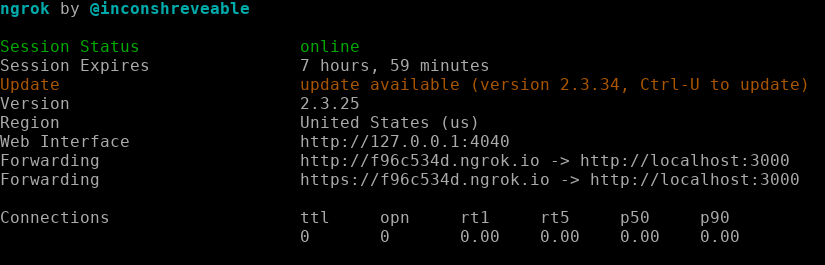 ngrok by @inconshreveable
Session Status online
Session Expires 7 hours, 59 minutes
Update update available (version 2.3.34, Ctrl-U to update)
Version 2.3.25
Region United States (us)
Web Interface http://127.0.0.1:4040
Forwarding http://f96c534d.ngrok.io -> http://localhost:3000
Forwarding https://f96c534d.ngrok.io -> http://localhost:3000
Connections ttl opn rt1 rt5 p50 p90
0 0 0.00 0.00 0.00 0.00